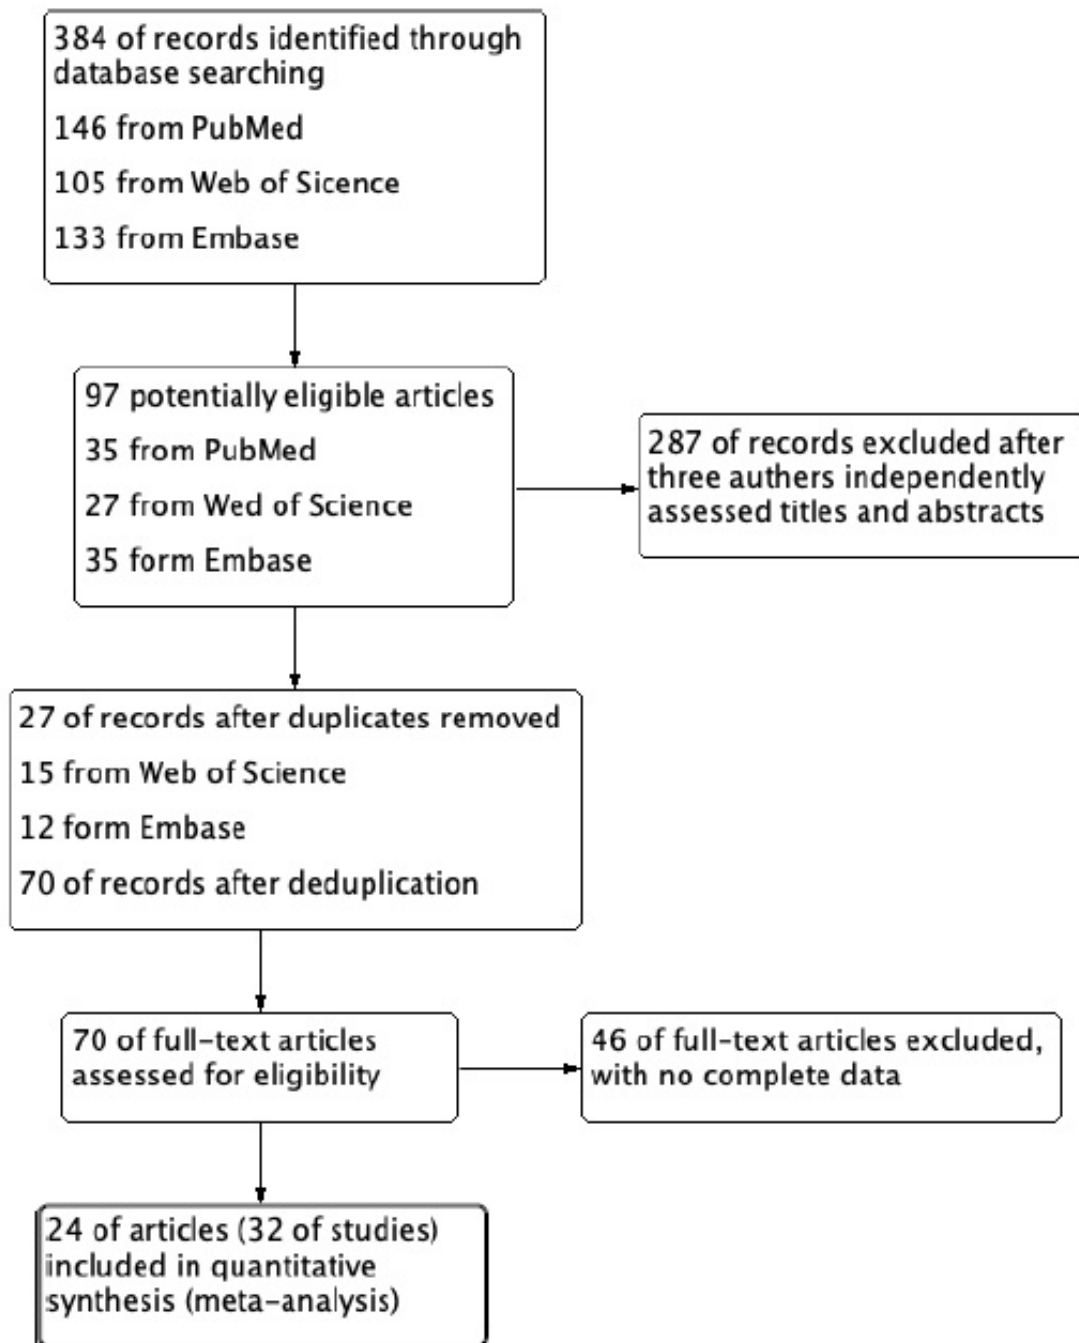 384 of records identified through
database searching
146 from PubMed
105 from Web of Sicence
133 from Embase
97 potentially eligible articles
35 from PubMed
27 from Wed of Science
35 form Embase
287 of records excluded after
three authers independently
assessed titles and abstracts
27 of records after duplicates removed
15 from Web of Science
12 form Embase
70 of records after deduplication
70 of full-text articles
assessed for eligibility
46 of full-text articles excluded,
with no complete data
24 of articles (32 of studies)
included in quantitative
synthesis (meta-analysis)